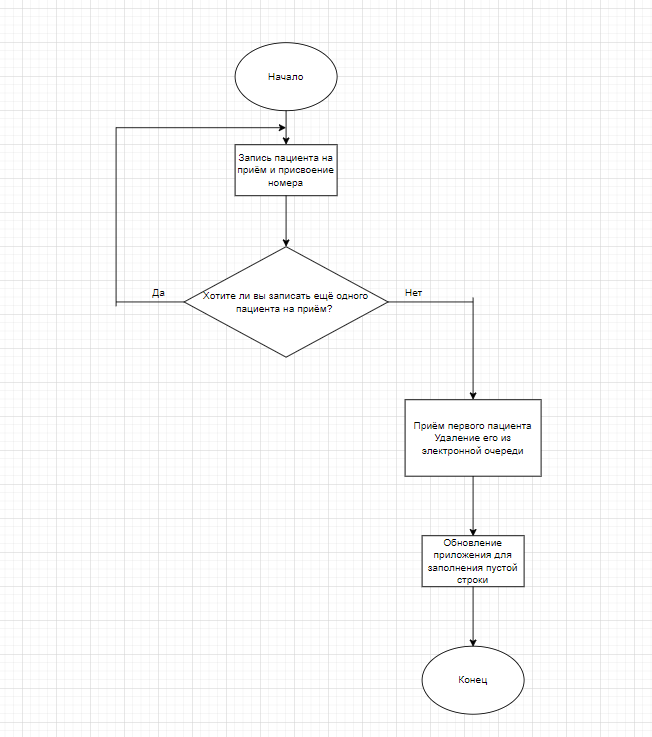 Начало
Запись пациента на
приём и присвоение
номера
Да
Хотите ли вы записать ещё одного
пациента на приём?
Нет
Приём первого пациента
Удаление его из
электронной очереди
Обновление
приложения для
заполнения пустой
строки
Конец